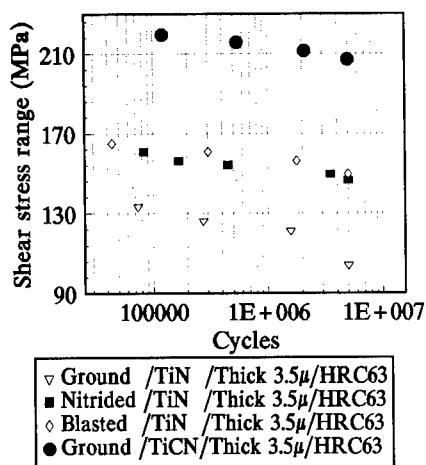 Shear stress range (MPa)
210
170
130
90
100000 1E+006 1E+007
Cycles
Ground /TiN /Thick 3.5μ/HRC63
Nitrided/TiN /Thick 3.5μ/HRC63
Blasted /TiN /Thick 3.5μ/HRC63
Ground /TiCN/Thick 3.5μ/HRC63